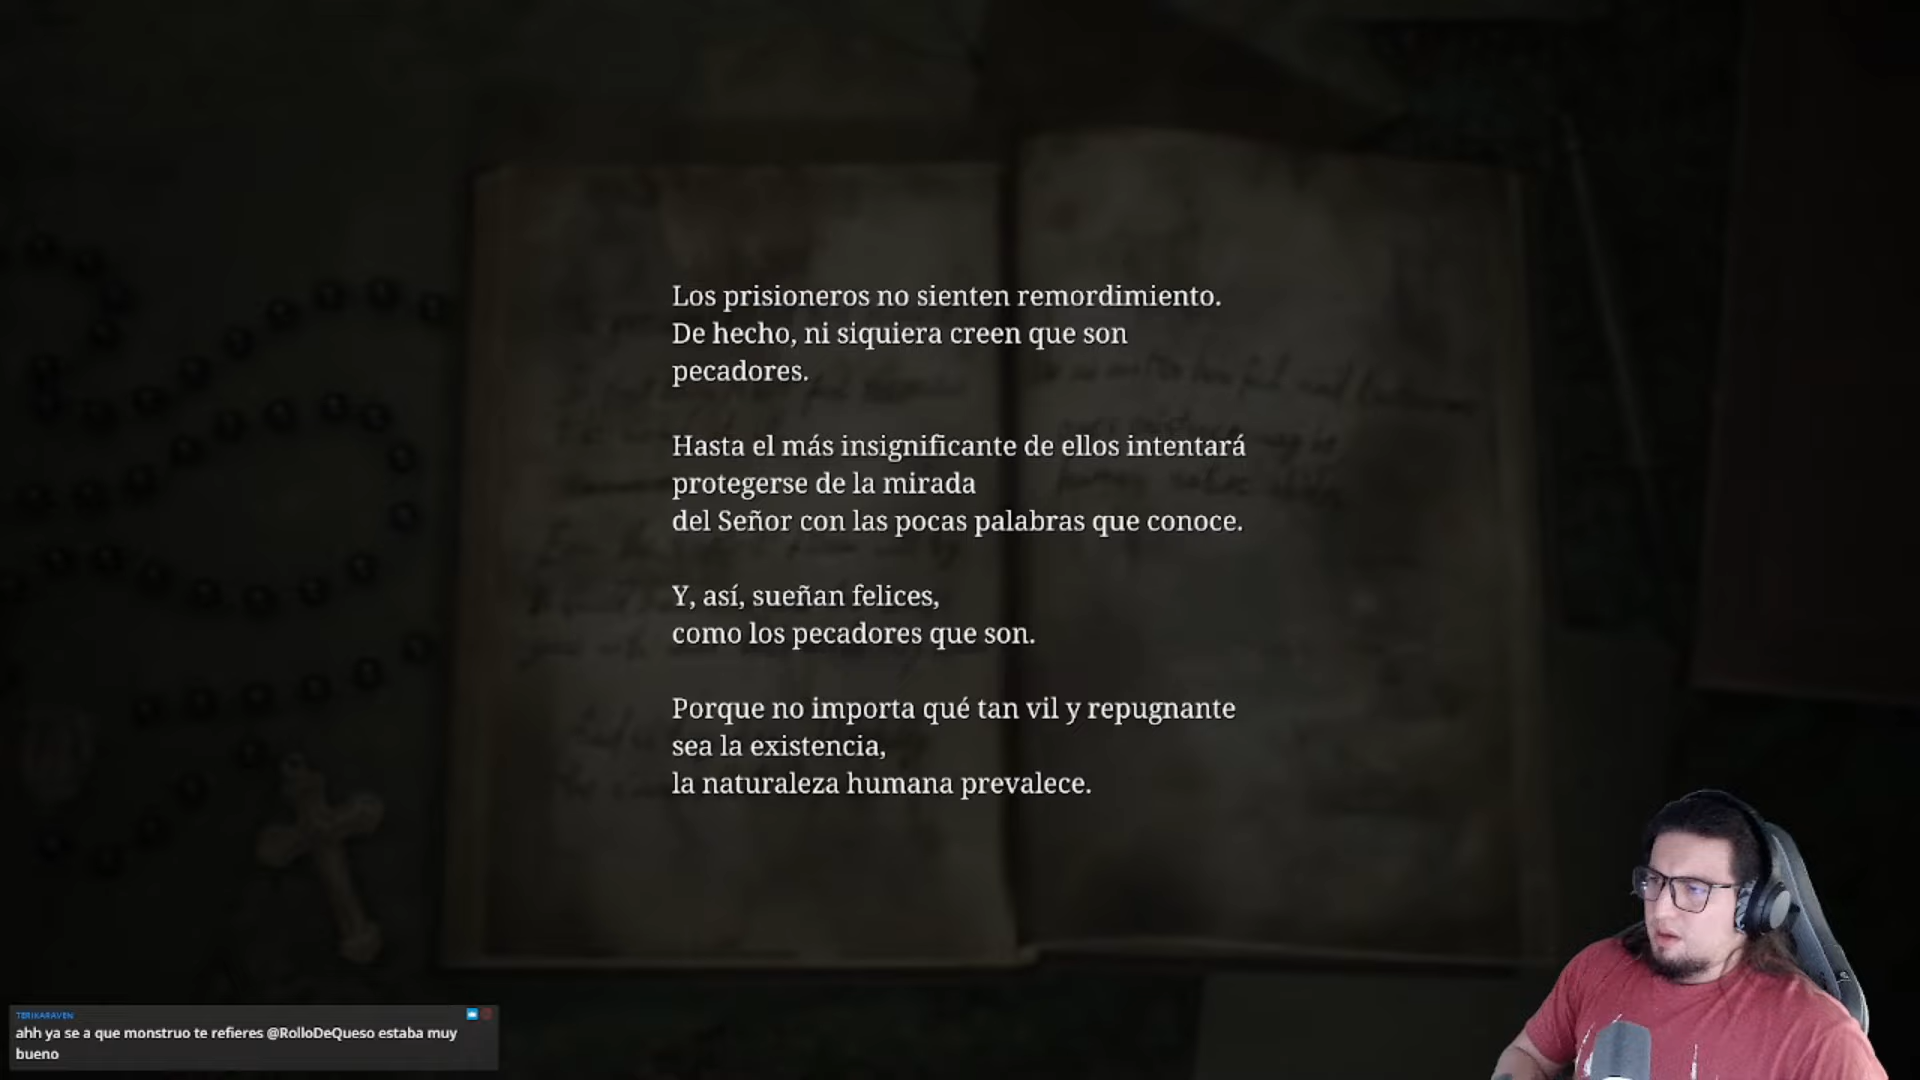 Los prisioneros no sienten remordimiento.
De hecho, ni siquiera creen que son
pecadores.
Hasta el más insignificante de ellos intentará
protegerse de la mirada
del Señor con las pocas palabras que conoce.
Y, así, sueñan felices,
como los pecadores que son.
Porque no importa qué tan vil y repugnante
sea la existencia,
la naturaleza humana prevalece.
TERIKARAVEN
ahh ya se a que monstruo te refieres @RolloDeQueso estaba muy
bueno